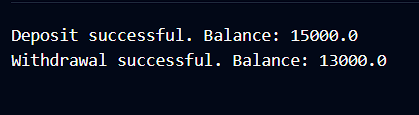 Deposit successful. Balance: 15000.0
Withdrawal successful. Balance: 13000.0